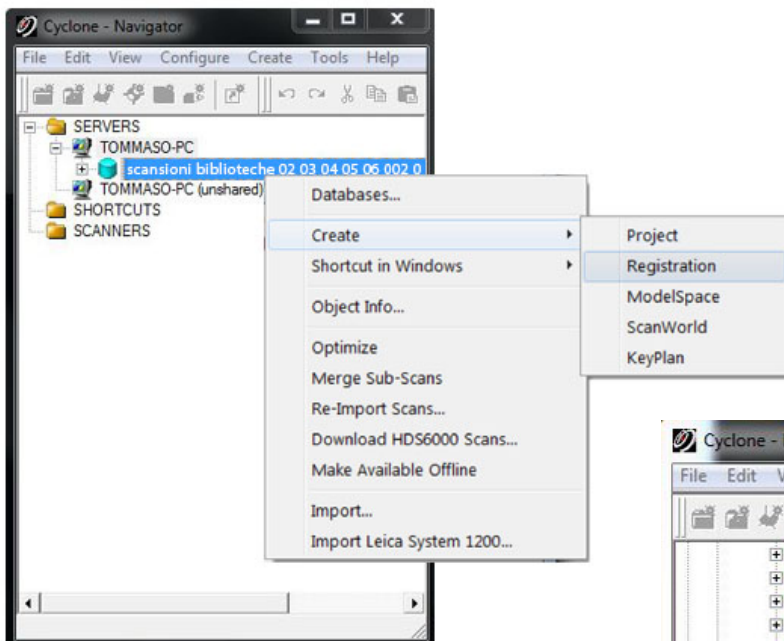 Cyclone - Navigator
File Edit View Configure Create Tools Help
SERVERS
TOMMASO-PC
scansioni biblioteche 02 03 04 05 06 002 0
TOMMASO-PC (unshared)
SHORTCUTS
SCANNERS
Databases...
Create
Shortcut in Windows
Object Info...
Optimize
Merge Sub-Scans
Re-Import Scans...
Download HDS6000 Scans...
Make Available Offline
Import...
Import Leica System 1200...
Project
Registration
ModelSpace
ScanWorld
KeyPlan
Cyclone -
File Edit